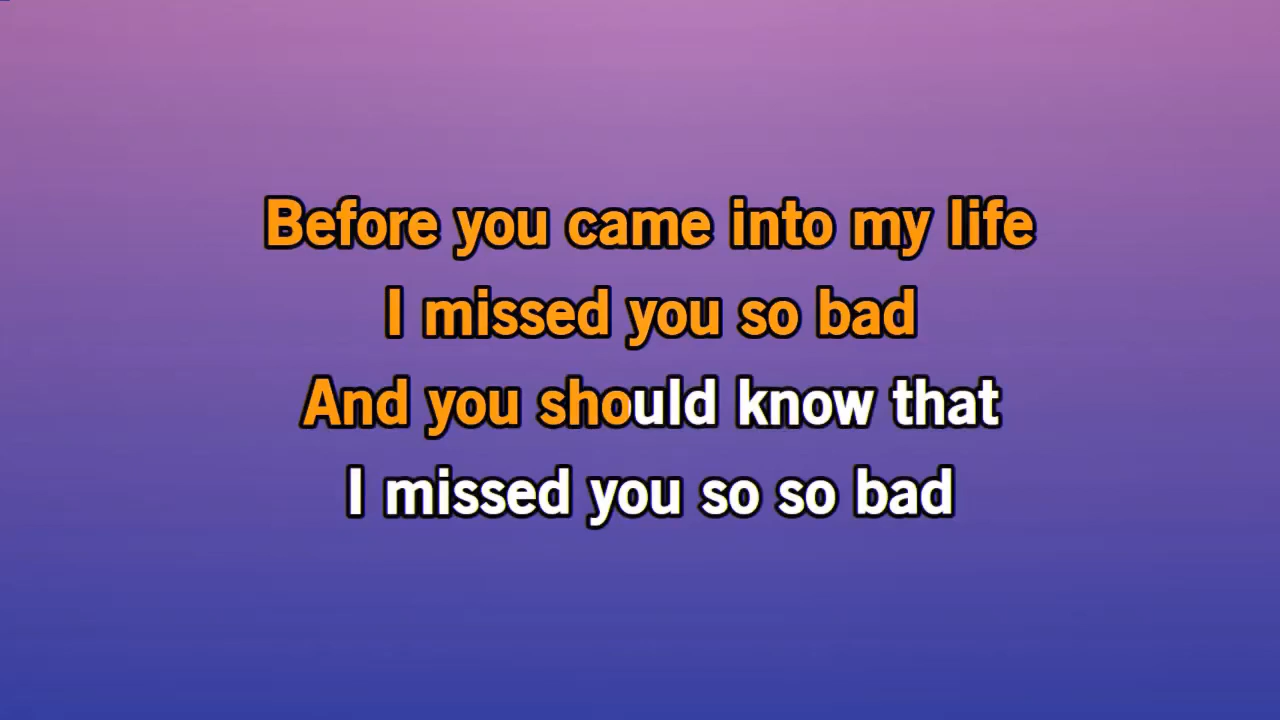 Before you came into my life
I missed you so bad
And you should know that
I missed you so so bad